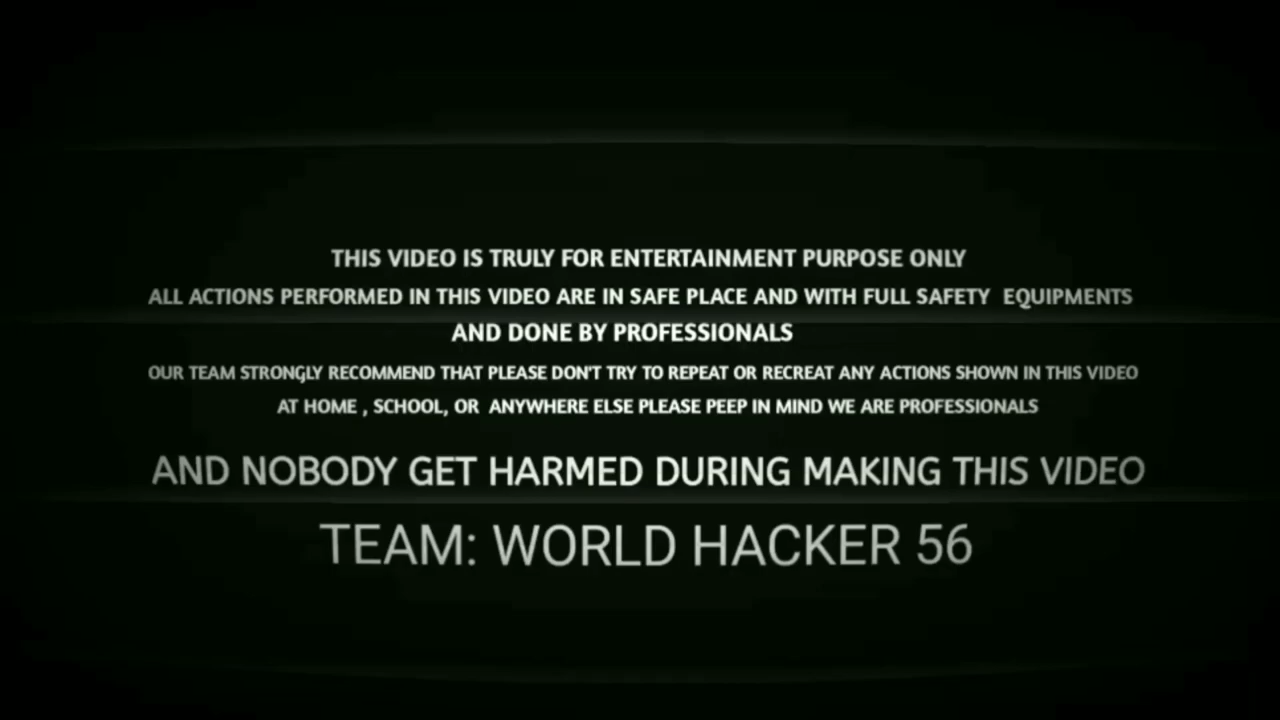 THIS VIDEO IS TRULY FOR ENTERTAINMENT PURPOSE ONLY
ALL ACTIONS PERFORMED IN THIS VIDEO ARE IN SAFE PLACE AND WITH FULL SAFETY EQUIPMENTS
AND DONE BY PROFESSIONALS
OUR TEAM STRONGLY RECOMMEND THAT PLEASE DON'T TRY TO REPEAT OR RECREAT ANY ACTIONS SHOWN IN THIS VIDEO
AT HOME , SCHOOL, OR ANYWHERE ELSE PLEASE PEEP IN MIND WE ARE PROFESSIONALS
AND NOBODY GET HARMED DURING MAKING THIS VIDEO
TEAM: WORLD HACKER 56